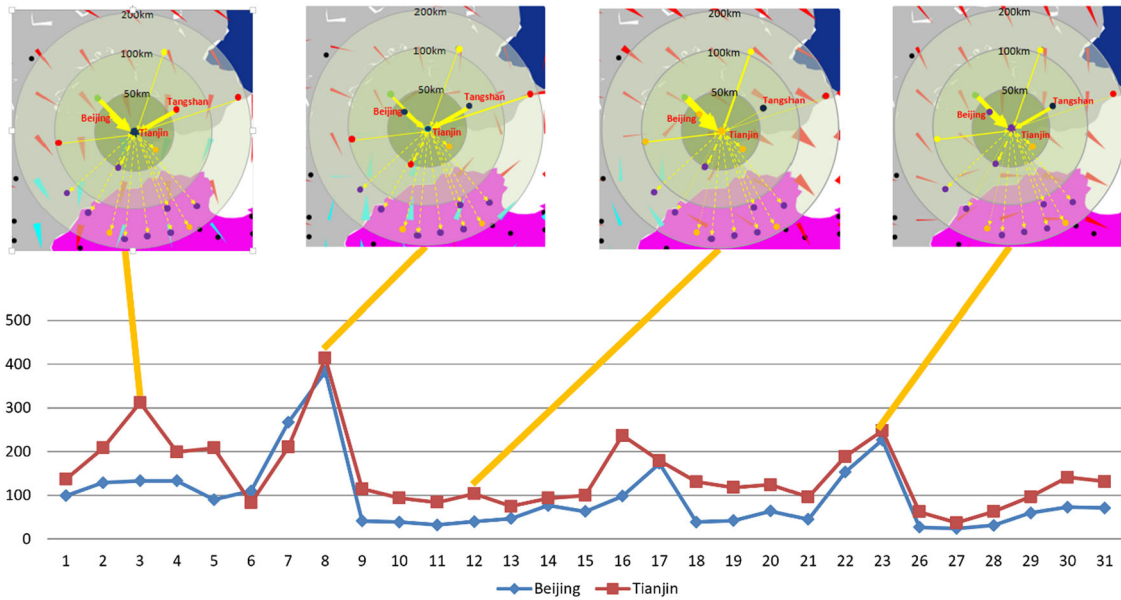 200km
100km
50km
Beijing
Tangshan
Tianjin
200km
100km
50km
Beijing
Tangshan
Tianjin
200km
100km
50km
Beijing
Tangshan
Tianjin
200km
100km
50km
Beijing
Tangshan
Tianjin
500
400
300
200
100
0
1 2 3 4 5 6 7 8 9 10 11 12 13 14 15 16 17 18 19 20 21 22 23 26 27 28 29 30 31
Beijing Tianjin